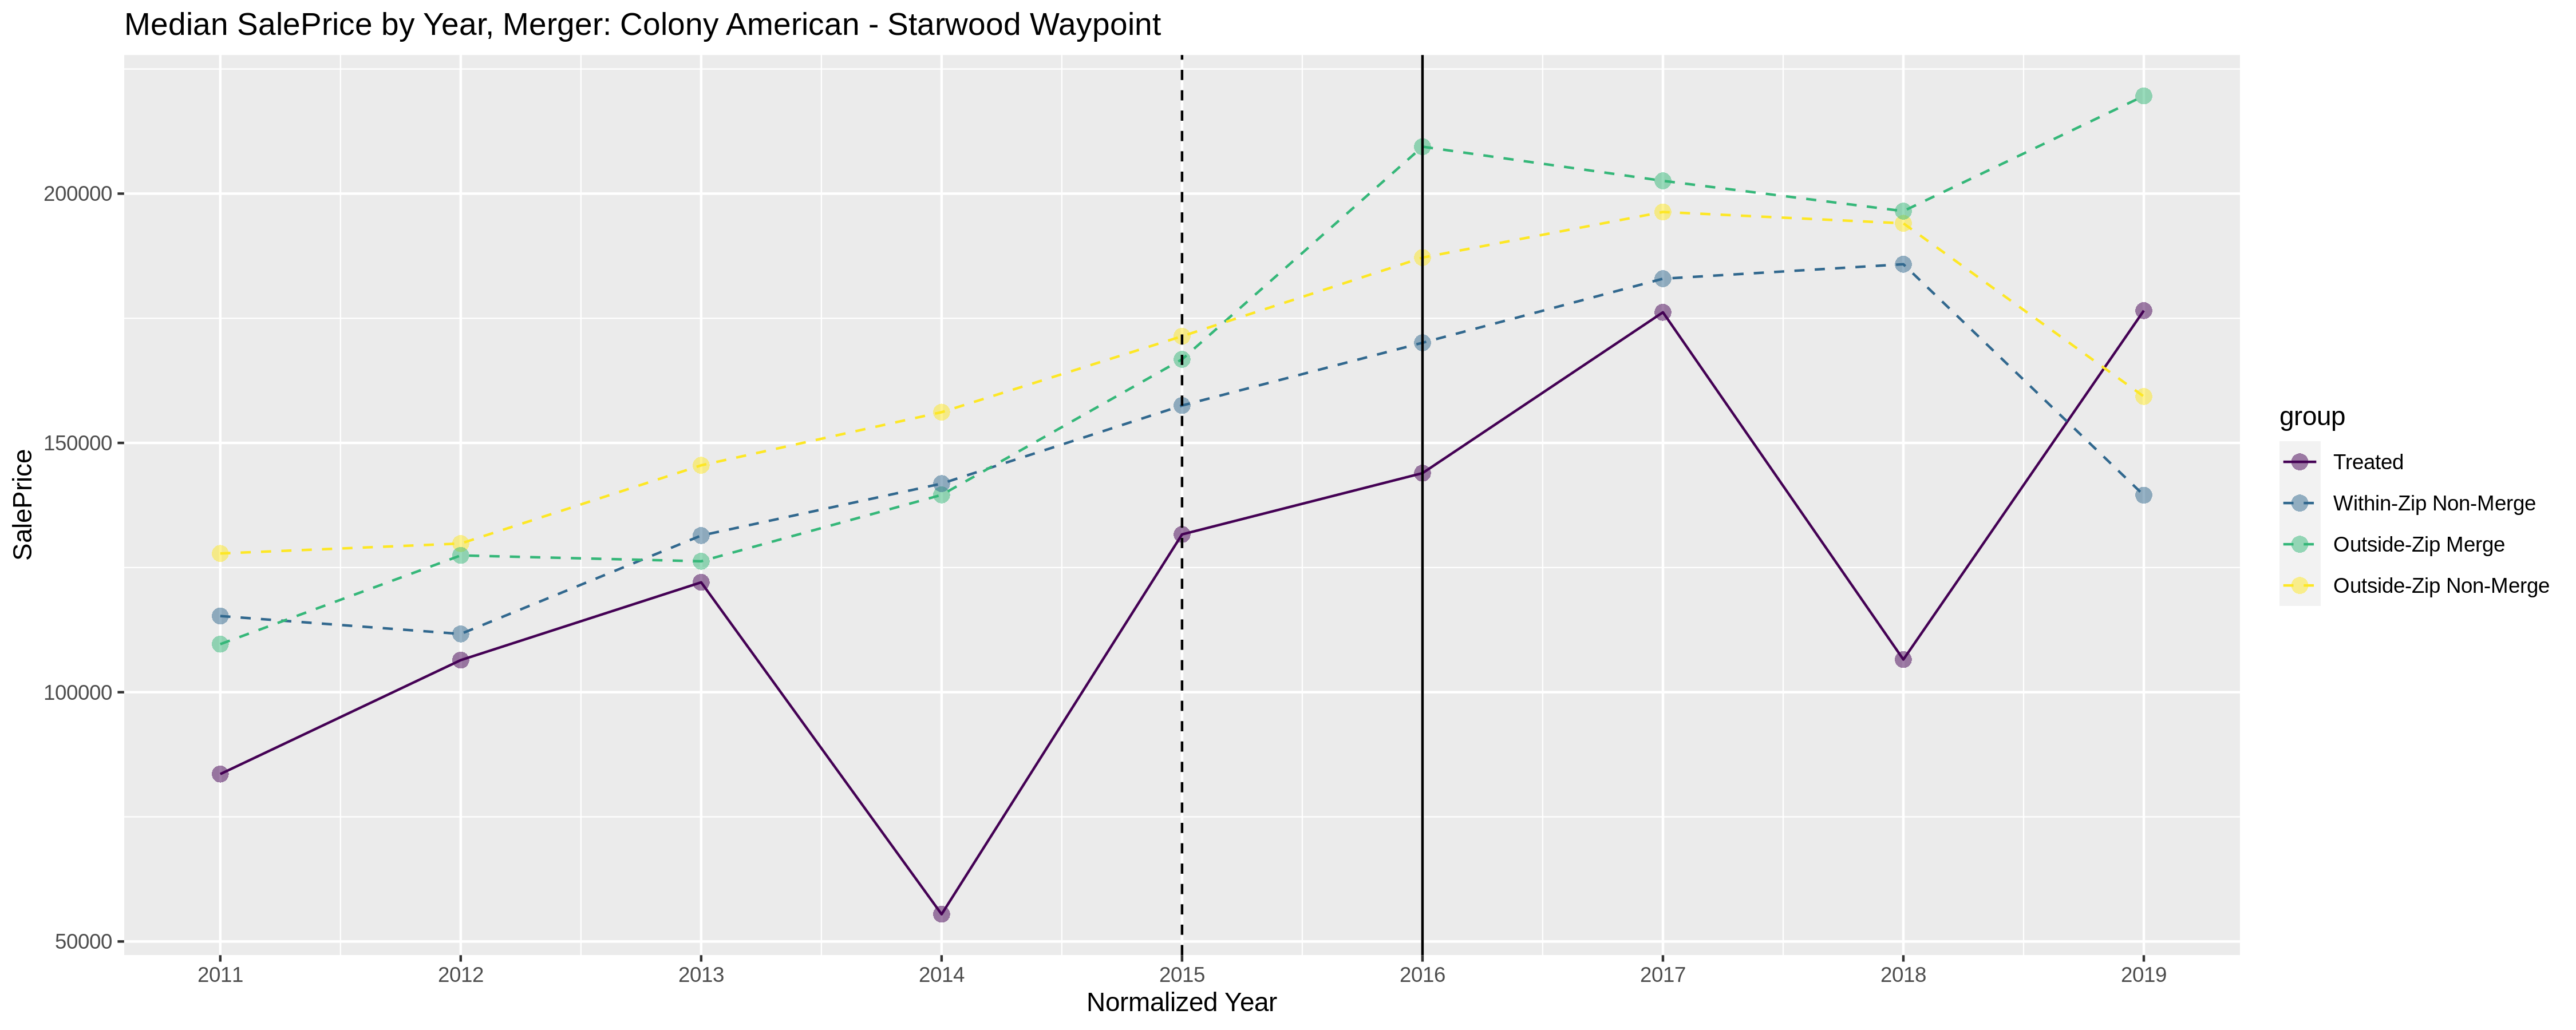 Median SalePrice by Year, Merger: Colony American - Starwood Waypoint
SalePrice
200000
150000
100000
50000
2011 2012 2013 2014 2015 2016 2017 2018 2019
Normalized Year
group
Treated
Within-Zip Non-Merge
Outside-Zip Merge
Outside-Zip Non-Merge